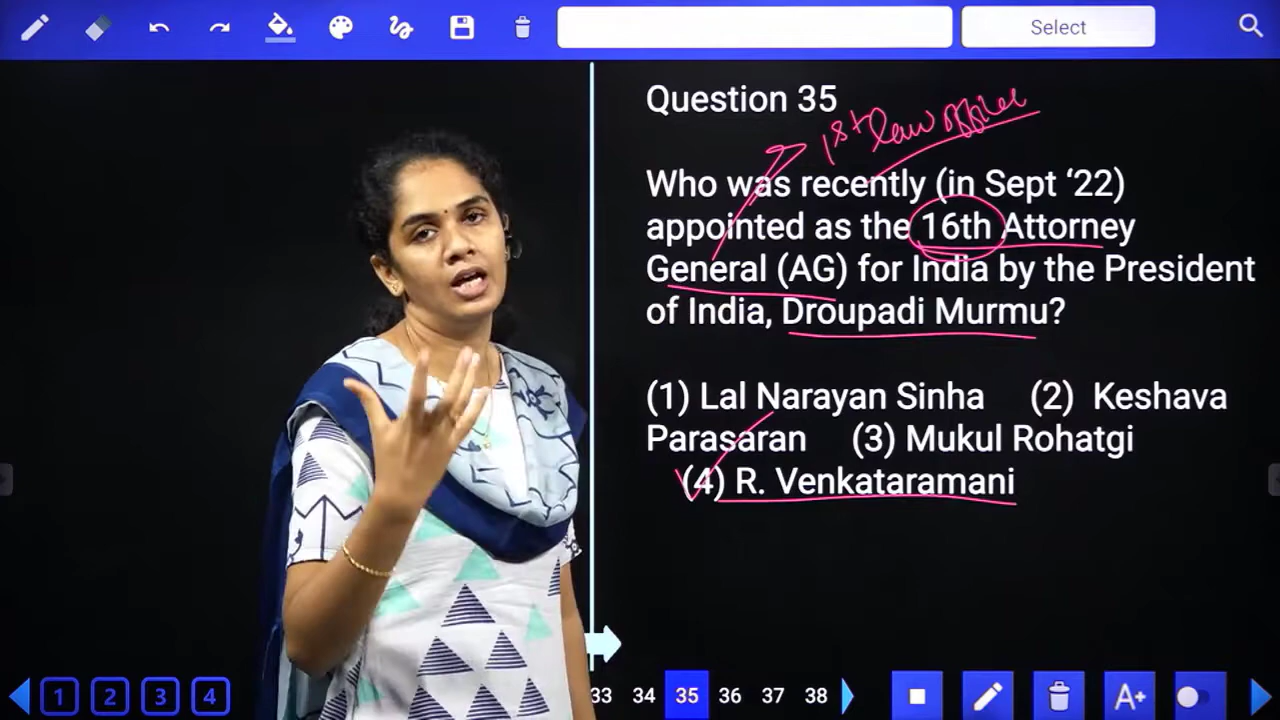 Select
Question 35
1st law officer
Who was recently (in Sept ‘22)
appointed as the 16th Attorney
General (AG) for India by the President
of India, Droupadi Murmu?
(1) Lal Narayan Sinha (2) Keshava
Parasaran (3) Mukul Rohatgi
(4) R. Venkataramani
1 2 3 4
33 34 35 36 37 38
A+